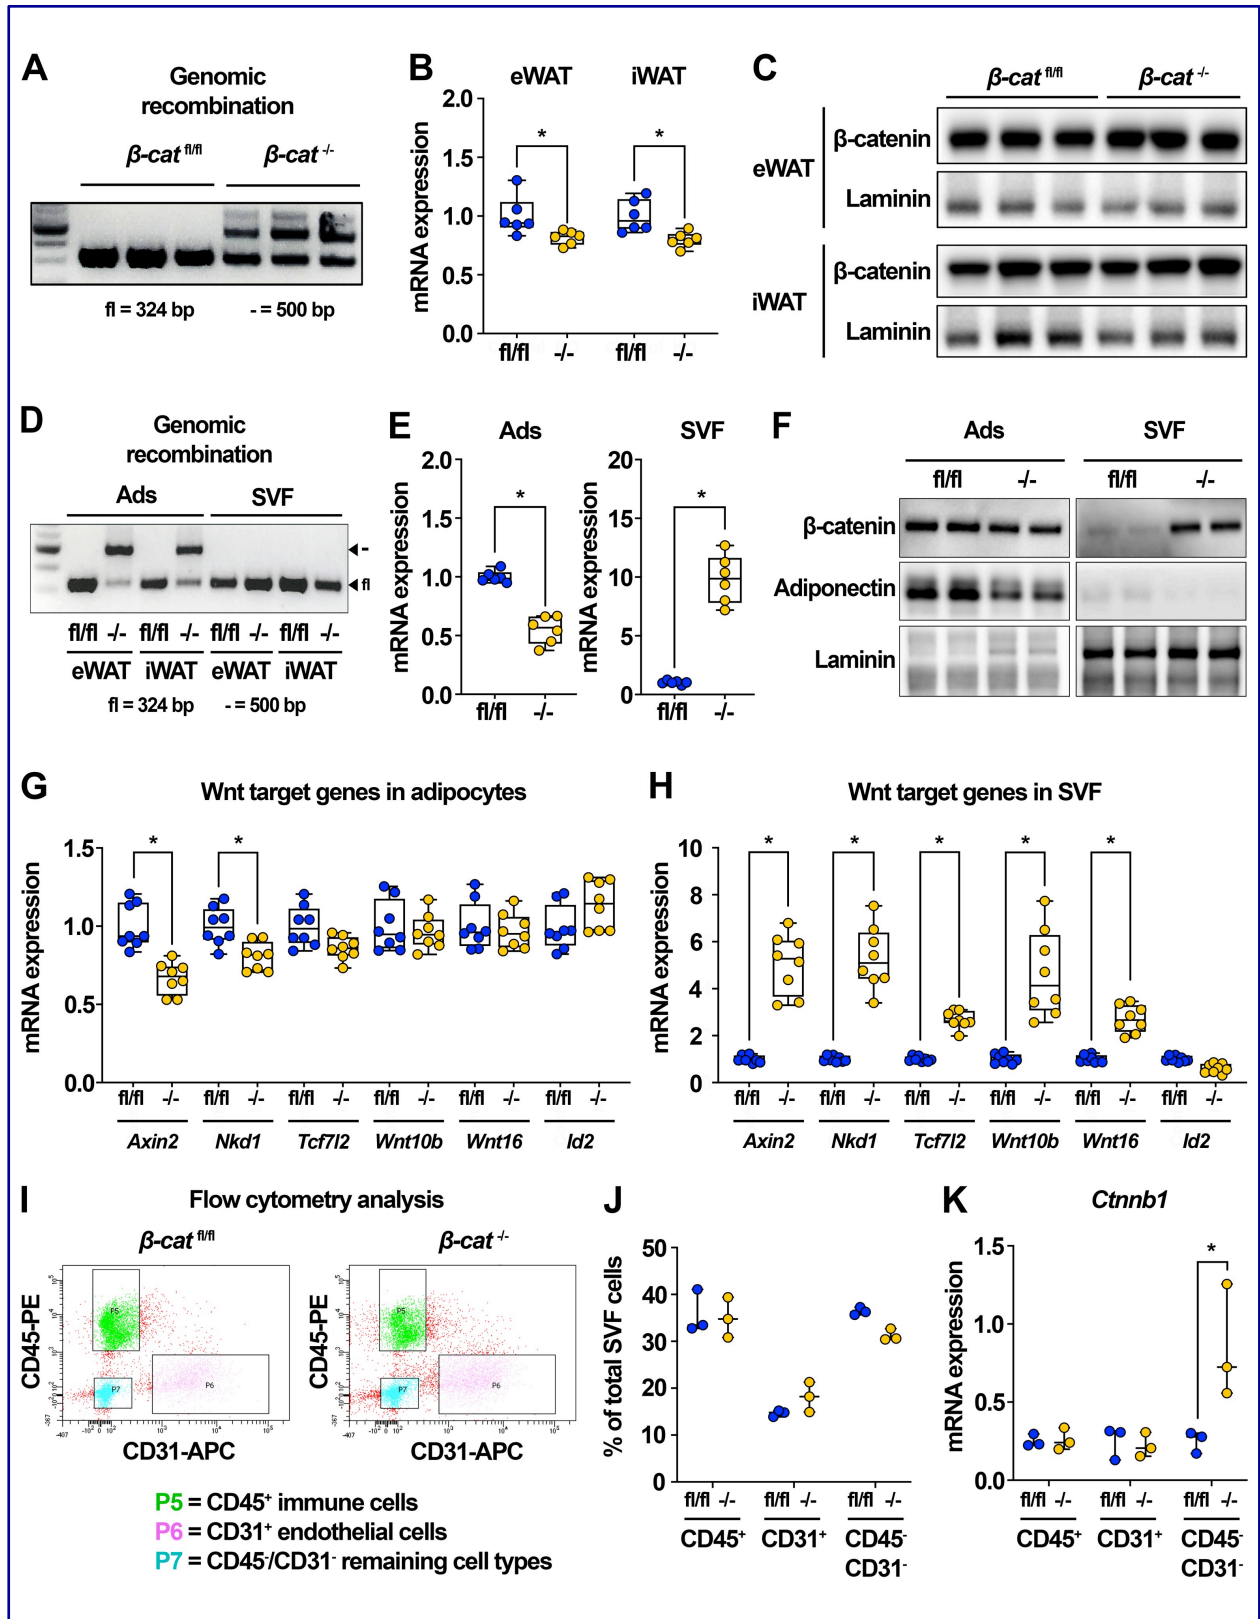 A
Genomic
recombination
β-cat fl/fl
β-cat -/-
fl = 324 bp
- = 500 bp
B
eWAT
iWAT
mRNA expression
2.0
1.5
1.0
0.5
0.0
*
*
fl/fl
-/-
fl/fl
-/-
C
β-cat fl/fl
β-cat -/-
eWAT
β-catenin
Laminin
iWAT
β-catenin
Laminin
D
Genomic
recombination
Ads
SVF
◄-
◄fl
fl/fl -/- fl/fl -/- fl/fl -/- fl/fl -/-
eWAT iWAT eWAT iWAT
fl = 324 bp
- = 500 bp
E
Ads
mRNA expression
2.0
1.5
1.0
0.5
0.0
*
fl/fl
-/-
SVF
mRNA expression
20
15
10
5
0
*
fl/fl
-/-
F
Ads
SVF
fl/fl
-/-
fl/fl
-/-
β-catenin
Adiponectin
Laminin
G
Wnt target genes in adipocytes
mRNA expression
1.5
1.0
0.5
0.0
*
*
fl/fl -/- fl/fl -/- fl/fl -/- fl/fl -/- fl/fl -/- fl/fl -/-
Axin2 Nkd1 Tcf7l2 Wnt10b Wnt16 Id2
H
Wnt target genes in SVF
mRNA expression
10
8
6
4
2
0
*
*
*
*
*
fl/fl -/- fl/fl -/- fl/fl -/- fl/fl -/- fl/fl -/- fl/fl -/-
Axin2 Nkd1 Tcf7l2 Wnt10b Wnt16 Id2
I
Flow cytometry analysis
β-cat fl/fl
β-cat -/-
CD45-PE
P5
P6
P7
CD31-APC
CD45-PE
P5
P6
P7
CD31-APC
P5 = CD45+ immune cells
P6 = CD31+ endothelial cells
P7 = CD45-/CD31- remaining cell types
J
% of total SVF cells
50
40
30
20
10
0
fl/fl -/- fl/fl -/- fl/fl -/-
CD45+ CD31+ CD45-
CD31-
K
Ctnnb1
mRNA expression
1.5
1.0
0.5
0.0
*
fl/fl -/- fl/fl -/- fl/fl -/-
CD45+ CD31+ CD45-
CD31-